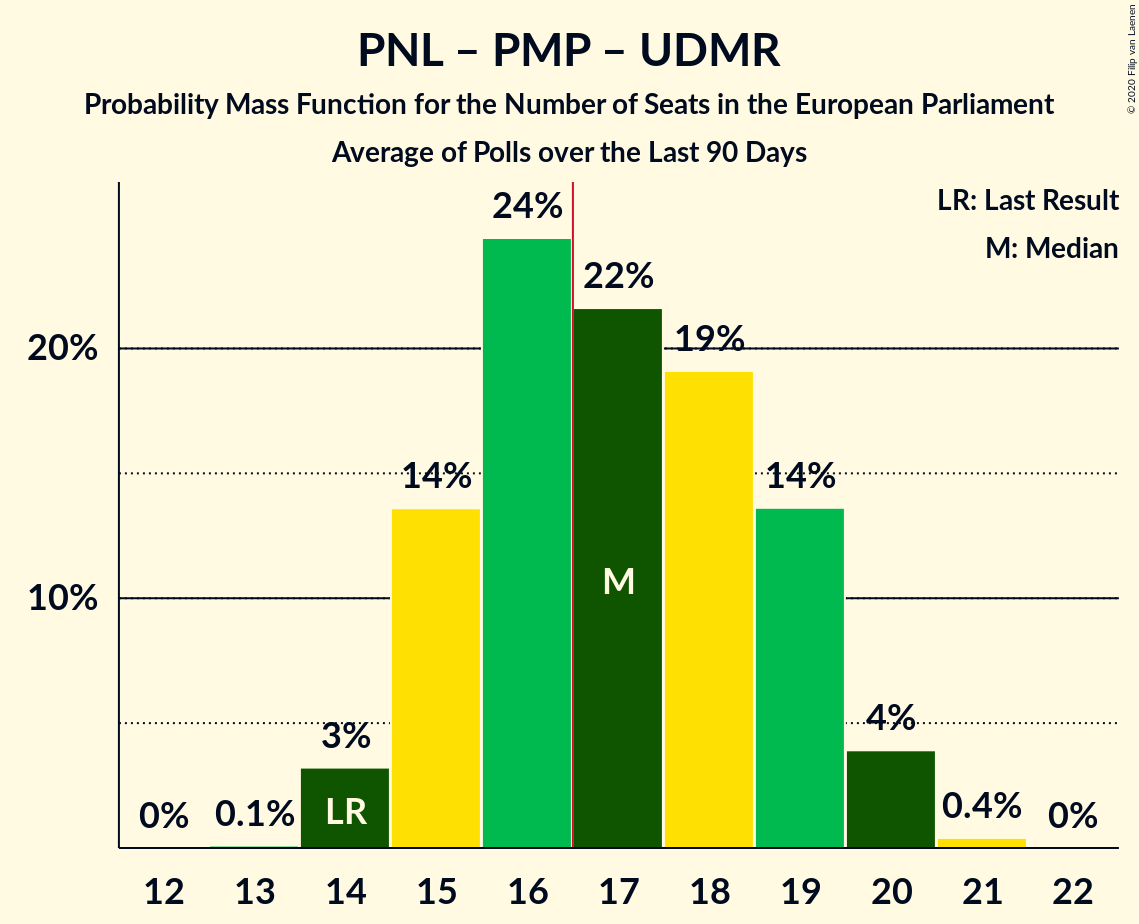 PNL – PMP – UDMR
Probability Mass Function for the Number of Seats in the European Parliament
Average of Polls over the Last 90 Days
© 2020 Filip van Laenen
LR: Last Result
M: Median
20%
10%
0%
0.1%
3%
14%
24%
22%
19%
14%
4%
0.4%
0%
LR
M
12 13 14 15 16 17 18 19 20 21 22